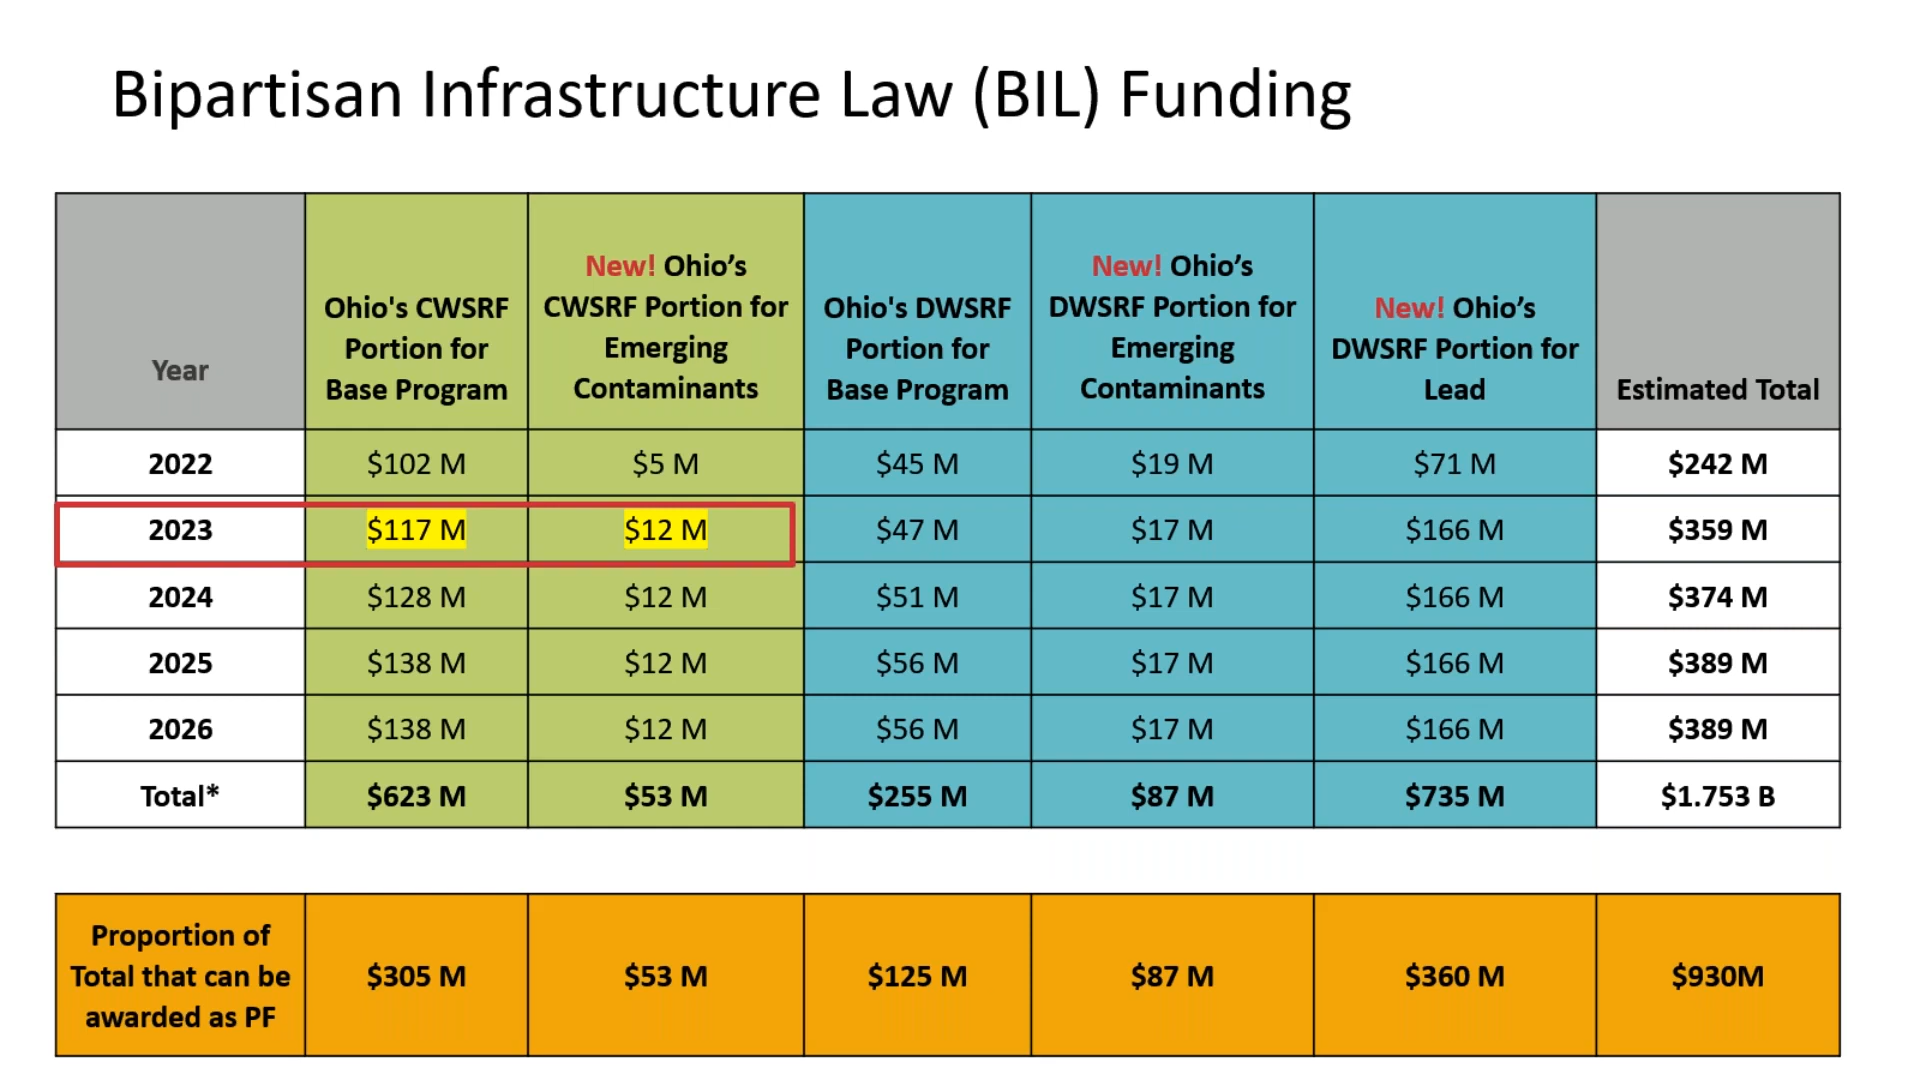 Bipartisan Infrastructure Law (BIL) Funding
Year
Ohio's CWSRF
Portion for
Base Program
New! Ohio’s
CWSRF Portion for
Emerging
Contaminants
Ohio's DWSRF
Portion for
Base Program
New! Ohio’s
DWSRF Portion for
Emerging
Contaminants
New! Ohio’s
DWSRF Portion for
Lead
Estimated Total
2022 $102 M $5 M $45 M $19 M $71 M $242 M
2023 $117 M $12 M $47 M $17 M $166 M $359 M
2024 $128 M $12 M $51 M $17 M $166 M $374 M
2025 $138 M $12 M $56 M $17 M $166 M $389 M
2026 $138 M $12 M $56 M $17 M $166 M $389 M
Total* $623 M $53 M $255 M $87 M $735 M $1.753 B
Proportion of
Total that can be
awarded as PF
$305 M $53 M $125 M $87 M $360 M $930M